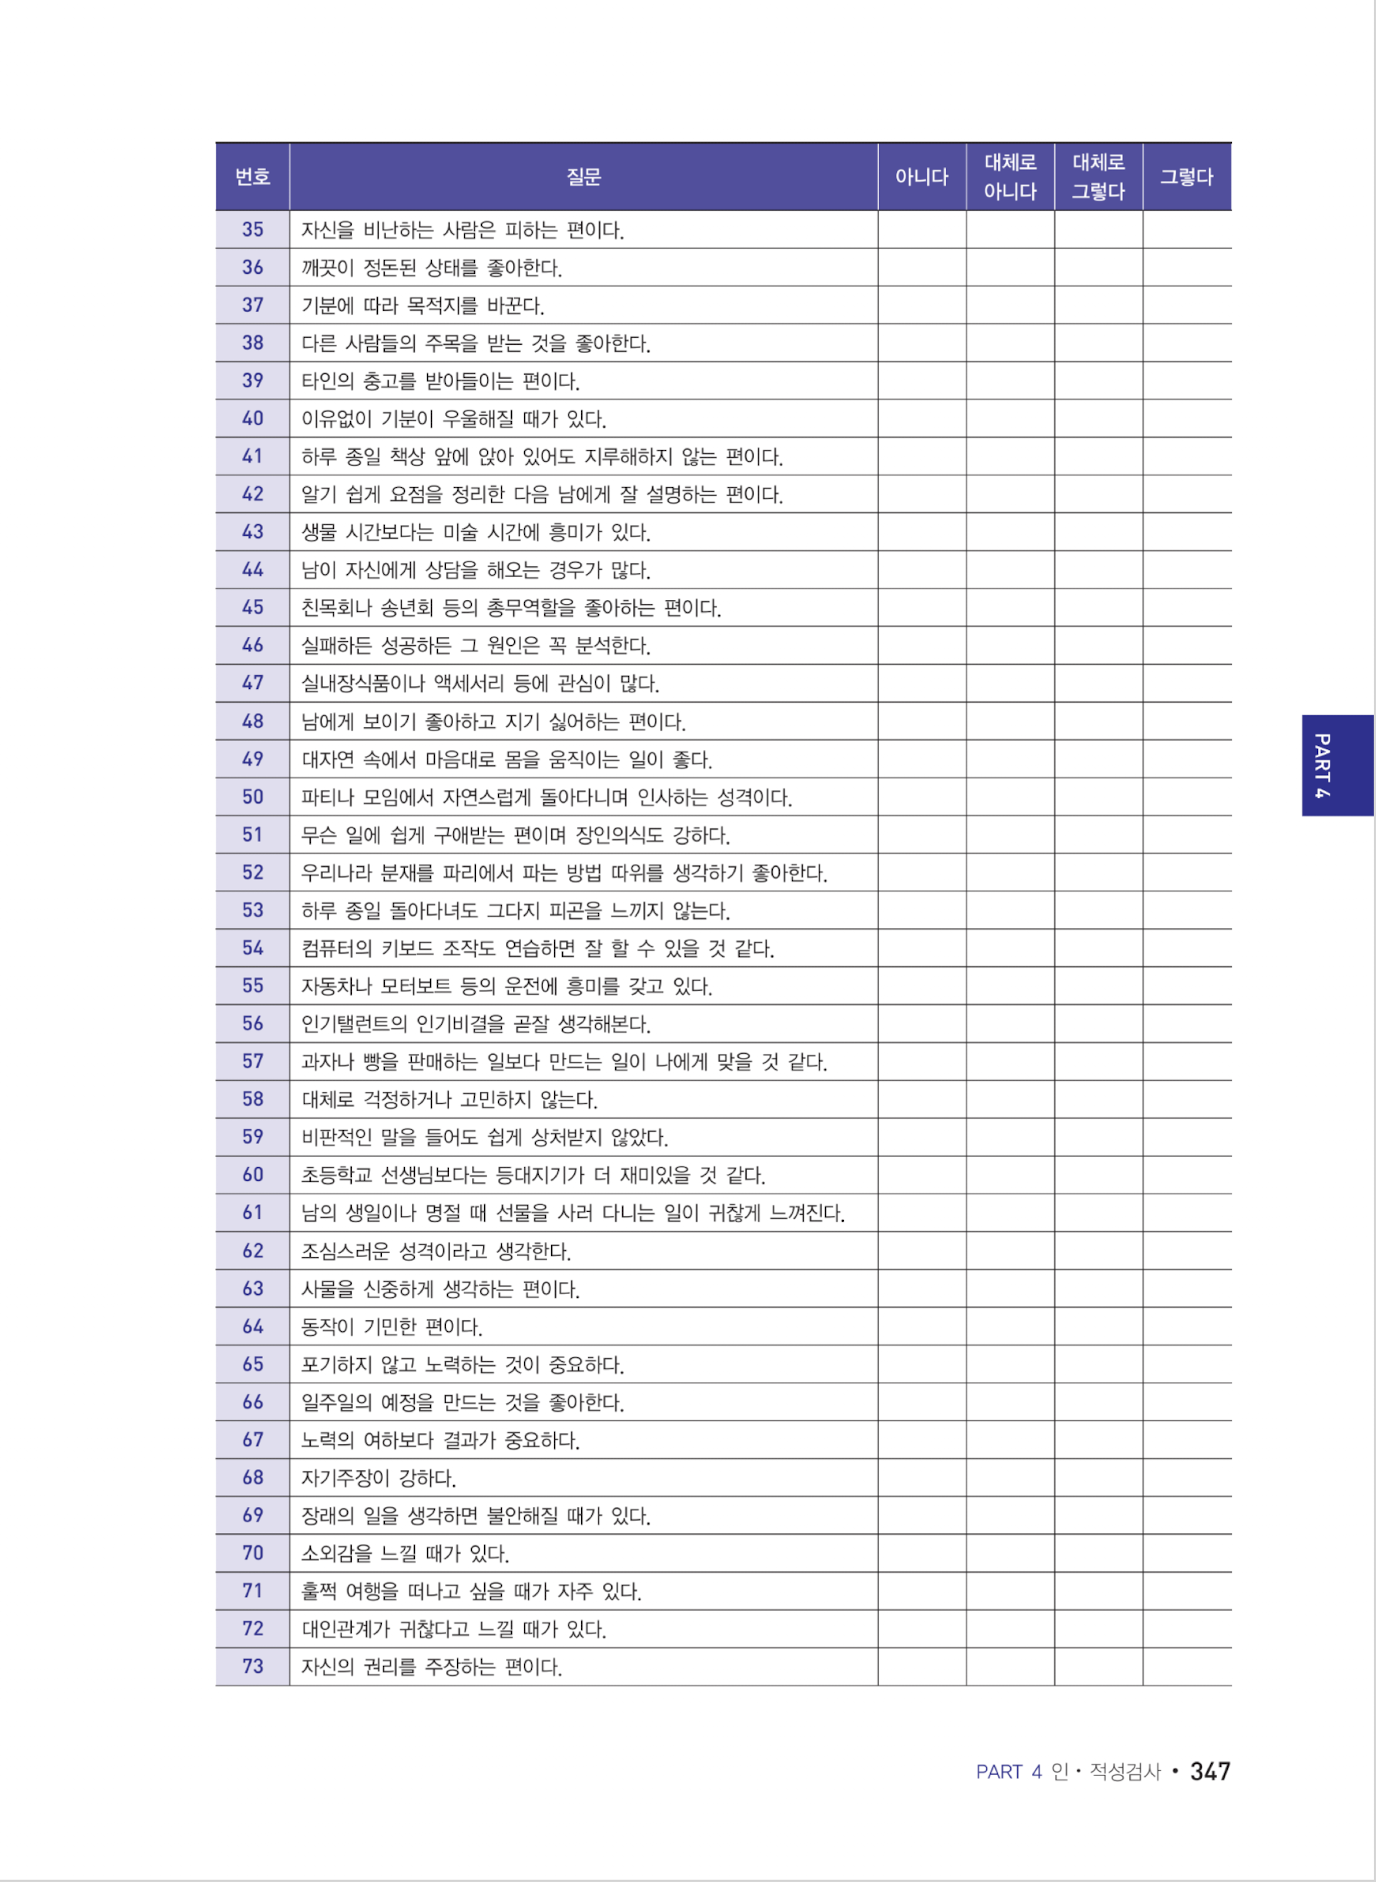 번호 질문 아니다 대체로 아니다 대체로 그렇다 그렇다
35 자신을 비난하는 사람은 피하는 편이다.
36 깨끗이 정돈된 상태를 좋아한다.
37 기분에 따라 목적지를 바꾼다.
38 다른 사람들의 주목을 받는 것을 좋아한다.
39 타인의 충고를 받아들이는 편이다.
40 이유없이 기분이 우울해질 때가 있다.
41 하루 종일 책상 앞에 앉아 있어도 지루해하지 않는 편이다.
42 알기 쉽게 요점을 정리한 다음 남에게 잘 설명하는 편이다.
43 생물 시간보다는 미술 시간에 흥미가 있다.
44 남이 자신에게 상담을 해오는 경우가 많다.
45 친목회나 송년회 등의 총무역할을 좋아하는 편이다.
46 실패하든 성공하든 그 원인은 꼭 분석한다.
47 실내장식품이나 액세서리 등에 관심이 많다.
48 남에게 보이기 좋아하고 지기 싫어하는 편이다.
49 대자연 속에서 마음대로 몸을 움직이는 일이 좋다.
50 파티나 모임에서 자연스럽게 돌아다니며 인사하는 성격이다.
51 무슨 일에 쉽게 구애받는 편이며 장인의식도 강하다.
52 우리나라 분재를 파리에서 파는 방법 따위를 생각하기 좋아한다.
53 하루 종일 돌아다녀도 그다지 피곤을 느끼지 않는다.
54 컴퓨터의 키보드 조작도 연습하면 잘 할 수 있을 것 같다.
55 자동차나 모터보트 등의 운전에 흥미를 갖고 있다.
56 인기탤런트의 인기비결을 곧잘 생각해본다.
57 과자나 빵을 판매하는 일보다 만드는 일이 나에게 맞을 것 같다.
58 대체로 걱정하거나 고민하지 않는다.
59 비판적인 말을 들어도 쉽게 상처받지 않았다.
60 초등학교 선생님보다는 등대지기가 더 재미있을 것 같다.
61 남의 생일이나 명절 때 선물을 사러 다니는 일이 귀찮게 느껴진다.
62 조심스러운 성격이라고 생각한다.
63 사물을 신중하게 생각하는 편이다.
64 동작이 기민한 편이다.
65 포기하지 않고 노력하는 것이 중요하다.
66 일주일의 예정을 만드는 것을 좋아한다.
67 노력의 여하보다 결과가 중요하다.
68 자기주장이 강하다.
69 장래의 일을 생각하면 불안해질 때가 있다.
70 소외감을 느낄 때가 있다.
71 훌쩍 여행을 떠나고 싶을 때가 자주 있다.
72 대인관계가 귀찮다고 느낄 때가 있다.
73 자신의 권리를 주장하는 편이다.
PART 4
PART 4 인·적성검사 • 347